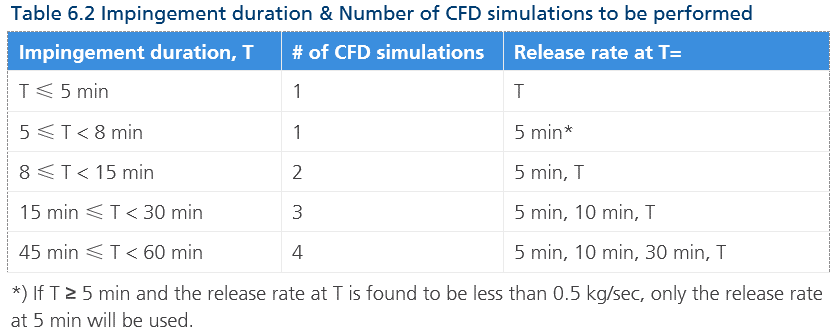 Table 6.2 Impingement duration & Number of CFD simulations to be performed
Impingement duration, T # of CFD simulations Release rate at T=
T ⩽ 5 min 1 T
5 ⩽ T < 8 min 1 5 min*
8 ⩽ T < 15 min 2 5 min, T
15 min ⩽ T < 30 min 3 5 min, 10 min, T
45 min ⩽ T < 60 min 4 5 min, 10 min, 30 min, T
*) If T ≥ 5 min and the release rate at T is found to be less than 0.5 kg/sec, only the release rate
at 5 min will be used.